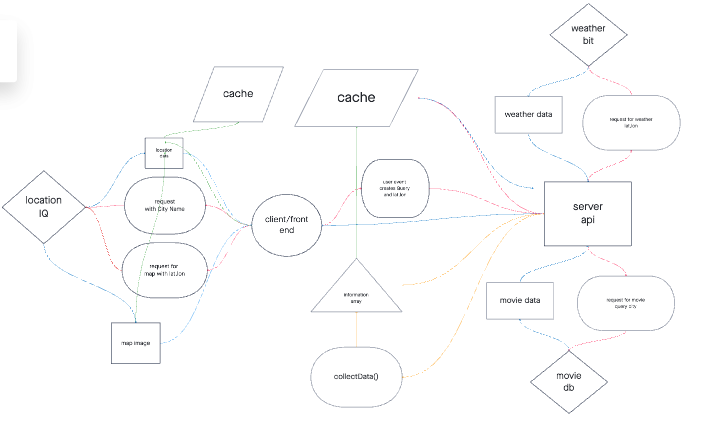 weather
bit
cache
cache
weather data
request for weather
lat,lon
location
data
user event
creates Query
and lat,lon
location
IQ
request
with City Name
server
api
client/front
end
request for
map with lat,lon
information
array
movie data
request for movie
query city
map image
collectData()
movie
db